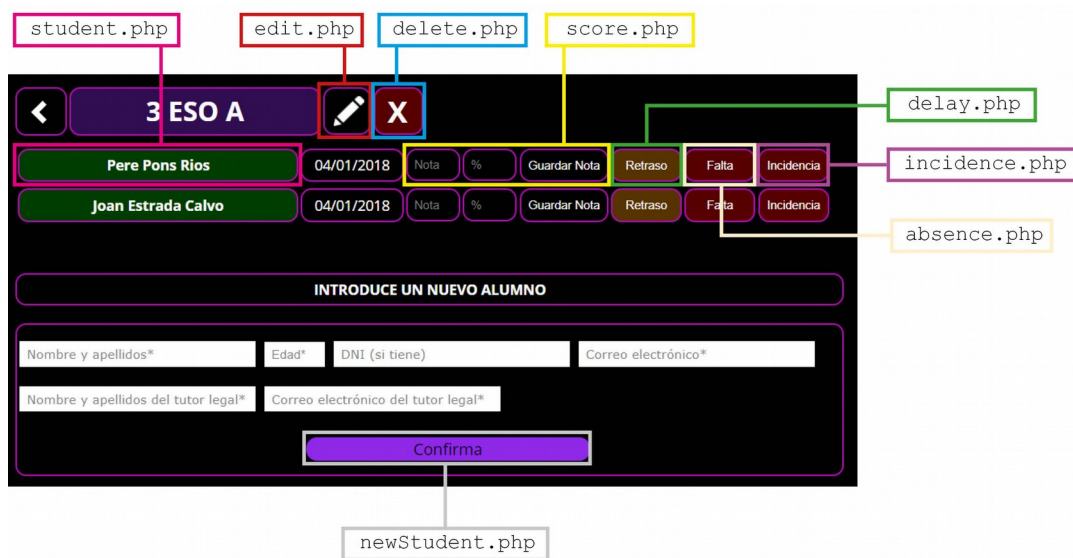 student.php edit.php delete.php score.php
delay.php
3 ESO A X
incidence.php
Pere Pons Rios 04/01/2018 Nota % Guardar Nota Retraso Falta Incidencia
Joan Estrada Calvo 04/01/2018 Nota % Guardar Nota Retraso Falta Incidencia
absence.php
INTRODUCE UN NUEVO ALUMNO
Nombre y apellidos* Edad* DNI (si tiene) Correo electrónico*
Nombre y apellidos del tutor legal* Correo electrónico del tutor legal*
Confirma
newStudent.php